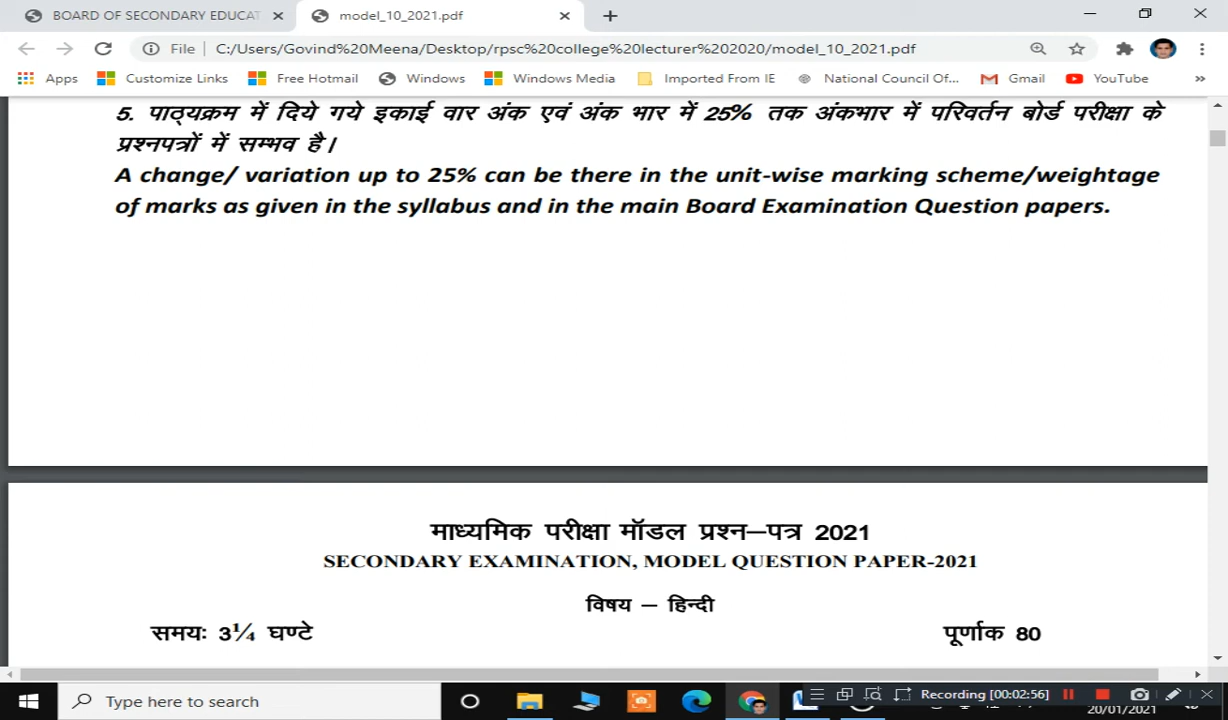 BOARD OF SECONDARY EDUCAT
model_10_2021.pdf
File
C:/Users/Govind%20Meena/Desktop/rpsc%20college%20lecturer%202020/model_10_2021.pdf
Apps Customize Links Free Hotmail Windows Windows Media Imported From IE National Council Of... Gmail YouTube »
5. पाठ्यक्रम में दिये गये इकाई वार अंक एवं अंक भार में 25% तक अंकभार में परिवर्तन बोर्ड परीक्षा के
प्रश्नपत्रों में सम्भव है।
A change/ variation up to 25% can be there in the unit-wise marking scheme/weightage
of marks as given in the syllabus and in the main Board Examination Question papers.
माध्यमिक परीक्षा मॉडल प्रश्न–पत्र 2021
SECONDARY EXAMINATION, MODEL QUESTION PAPER-2021
विषय – हिन्दी
समयः 3¼ घण्टे
पूर्णाक 80
Type here to search
Recording [00:02:56]
20/01/2021